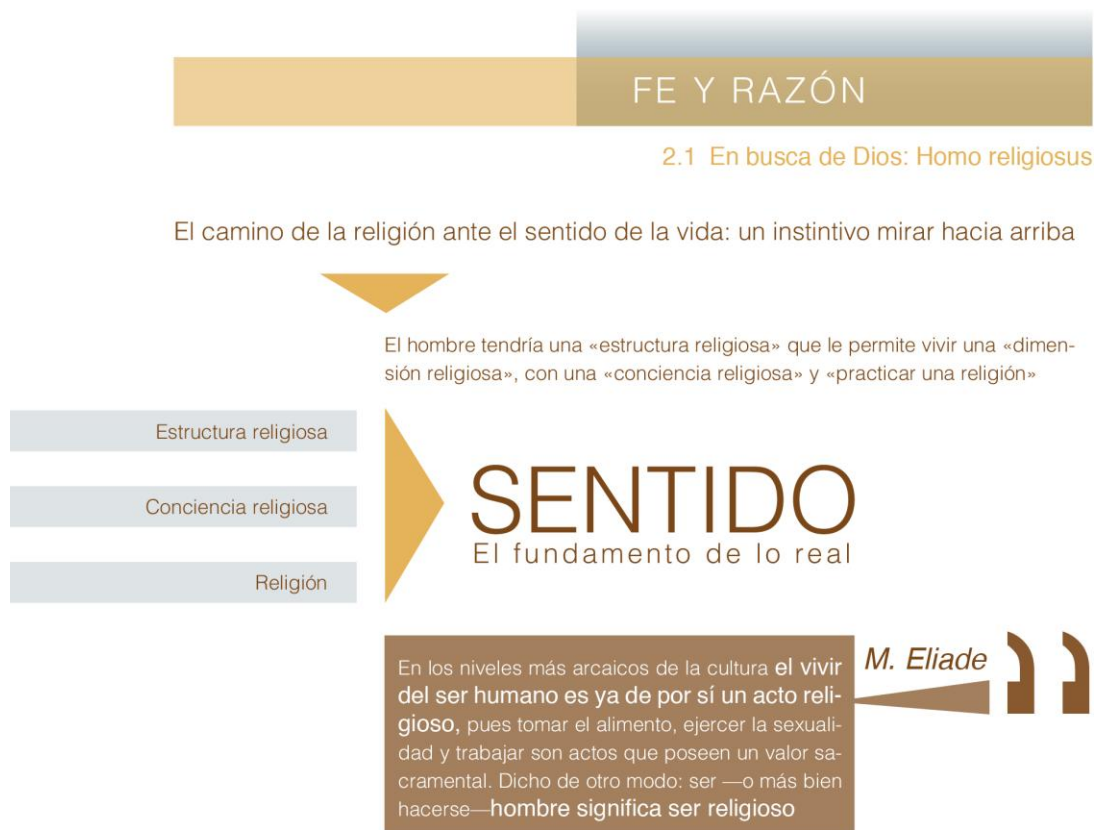 FE Y RAZÓN
2.1 En busca de Dios: Homo religiosus
El camino de la religión ante el sentido de la vida: un instintivo mirar hacia arriba
El hombre tendría una «estructura religiosa» que le permite vivir una «dimen-
sión religiosa», con una «conciencia religiosa» y «practicar una religión»
Estructura religiosa
Conciencia religiosa
Religión
SENTIDO
El fundamento de lo real
En los niveles más arcaicos de la cultura el vivir
del ser humano es ya de por sí un acto reli-
gioso, pues tomar el alimento, ejercer la sexuali-
dad y trabajar son actos que poseen un valor sa-
cramental. Dicho de otro modo: ser —o más bien
hacerse—hombre significa ser religioso
M. Eliade